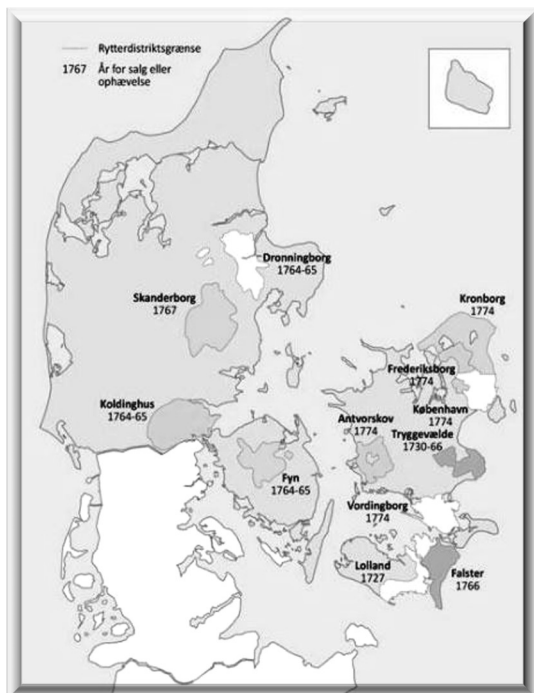 Rytterdistriktsgrænse
1767 År for salg eller
ophævelse
Dronningborg
1764-65
Skanderborg
1767
Kronborg
1774
Frederiksborg
1774
Koldinghus
1764-65
København
1774
Antvorskov
1774
Tryggevælde
1730-66
Fyn
1764-65
Vordingborg
1774
Lolland
1727
Falster
1766